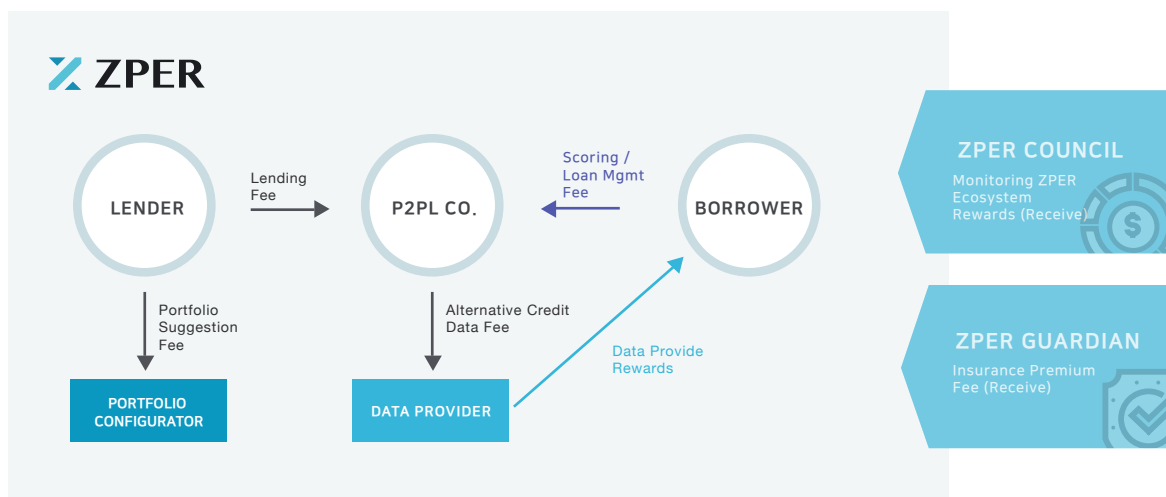 ZPER
LENDER
Lending
Fee
P2PL CO.
Scoring /
Loan Mgmt
Fee
BORROWER
Portfolio
Suggestion
Fee
Alternative Credit
Data Fee
Data Provide
Rewards
PORTFOLIO
CONFIGURATOR
DATA PROVIDER
ZPER COUNCIL
Monitoring ZPER
Ecosystem
Rewards (Receive)
$
ZPER GUARDIAN
Insurance Premium
Fee (Receive)